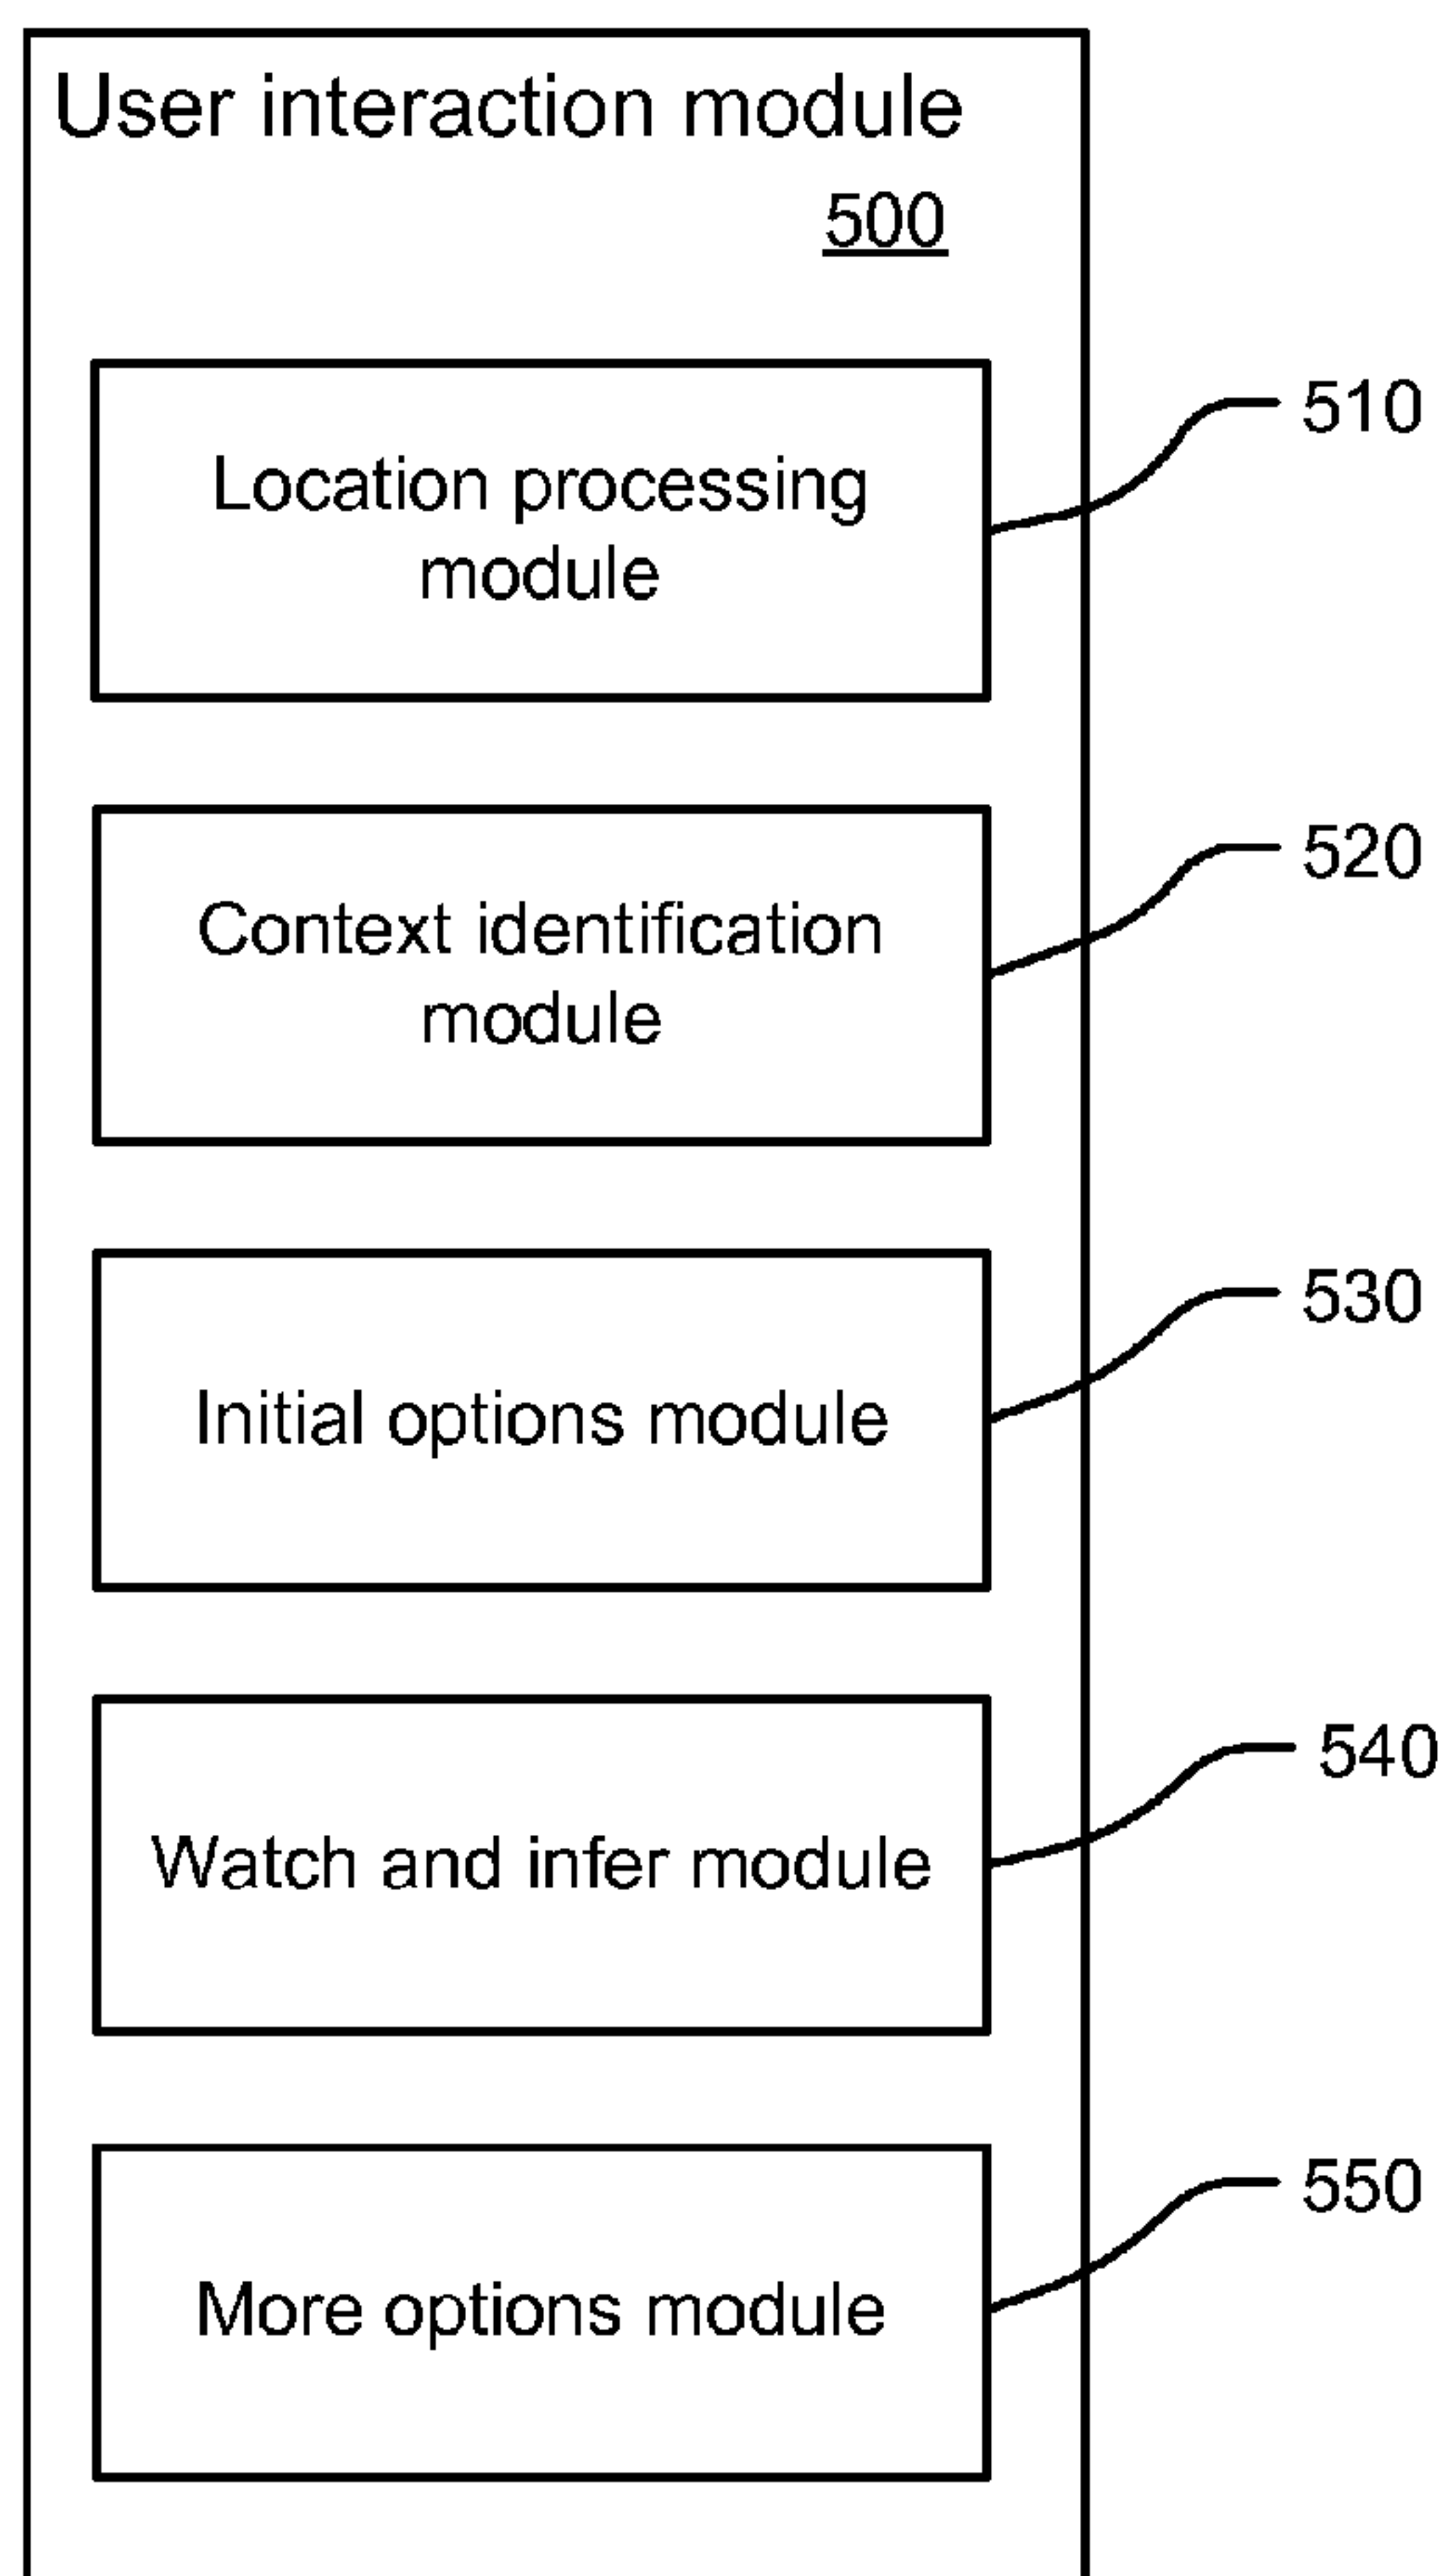 User interaction module
500
Location processing
module
510
Context identification
module
520
Initial options module
530
Watch and infer module
540
More options module
550